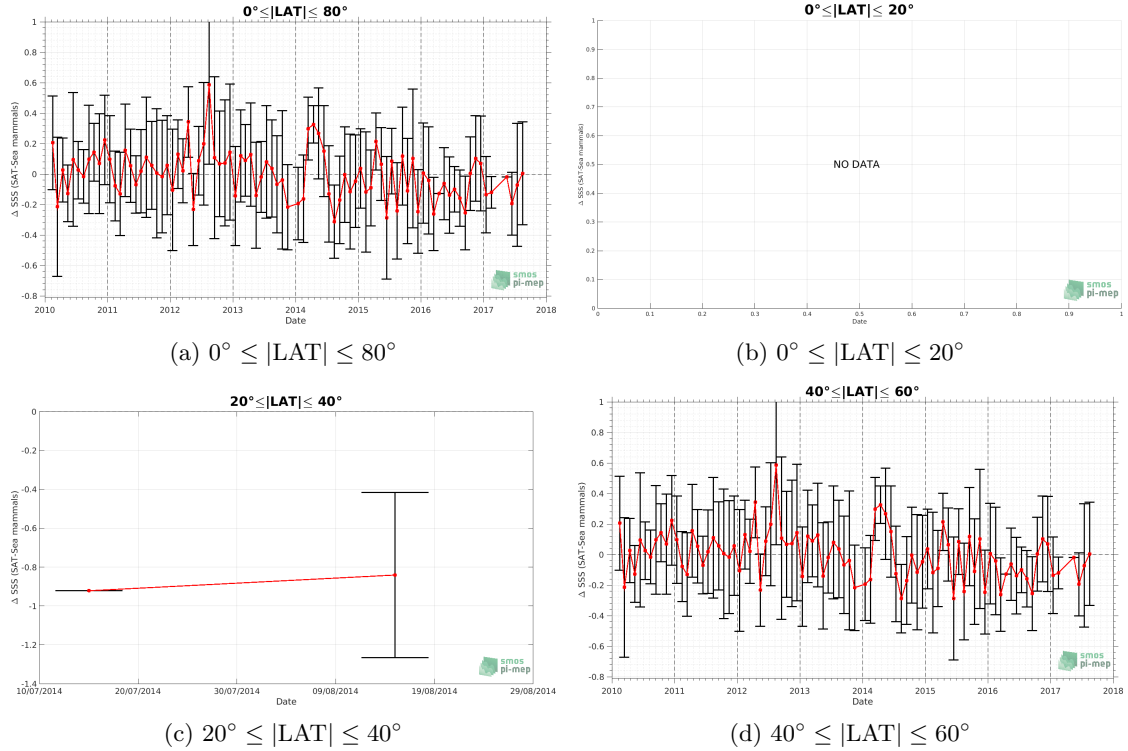 0°≤|LAT|≤ 80°
1
0.8
0.6
0.4
0.2
0
-0.2
-0.4
-0.6
-0.8
Δ SSS (SAT-Sea mammals)
2010 2011 2012 2013 2014 2015 2016 2017 2018
Date
smos
pi-mep
(a) 0° ≤ |LAT| ≤ 80°
0°≤|LAT|≤ 20°
1
0.9
0.8
0.7
0.6
0.5
0.4
0.3
0.2
0.1
0
Δ SSS (SAT-Sea mammals)
NO DATA
0 0.1 0.2 0.3 0.4 0.5 0.6 0.7 0.8 0.9 1
Date
smos
pi-mep
(b) 0° ≤ |LAT| ≤ 20°
20°≤|LAT|≤ 40°
0
-0.2
-0.4
-0.6
-0.8
-1
-1.2
-1.4
Δ SSS (SAT-Sea mammals)
10/07/2014 20/07/2014 30/07/2014 09/08/2014 19/08/2014 29/08/2014
Date
smos
pi-mep
(c) 20° ≤ |LAT| ≤ 40°
40°≤|LAT|≤ 60°
1
0.8
0.6
0.4
0.2
0
-0.2
-0.4
-0.6
-0.8
Δ SSS (SAT-Sea mammals)
2010 2011 2012 2013 2014 2015 2016 2017 2018
Date
smos
pi-mep
(d) 40° ≤ |LAT| ≤ 60°